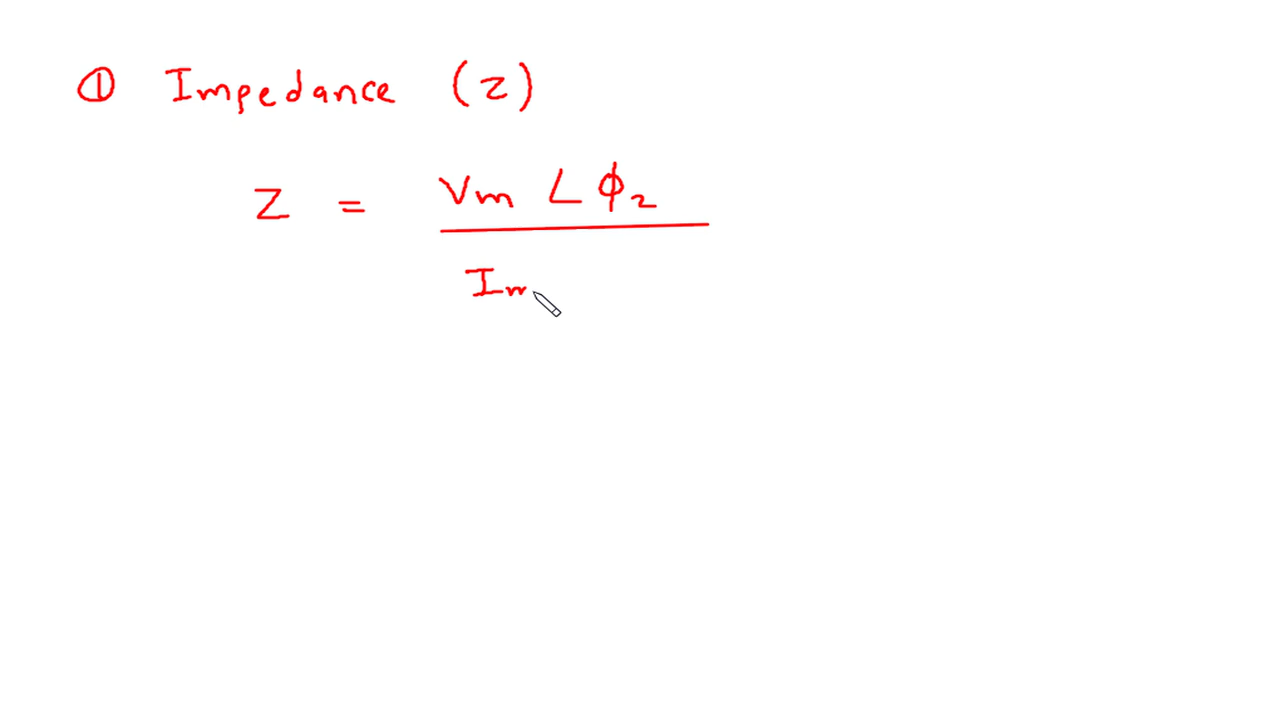 ① Impedance (z)
Z = Vm ∠ϕ2
Im